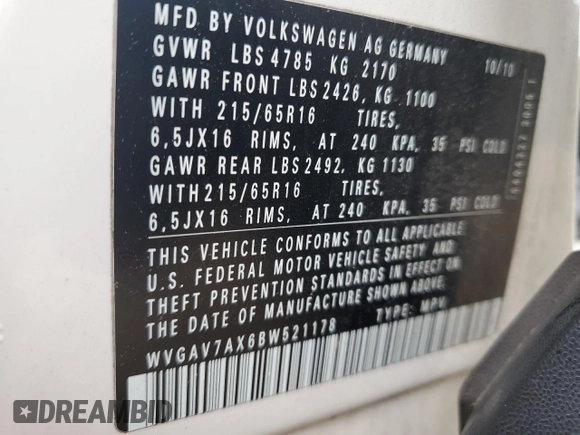 MFD. BY VOLKSWAGEN AG GERMANY
GVWR LBS 4785 KG 2170 10/10
GAWR FRONT LBS 2426, KG 1100
WITH 215/65R16 TIRES,
6,5JX16 RIMS, AT 240 KPA, 35 PSI COLD
GAWR REAR LBS 2492, KG 1130
WITH 215/65R16 TIRES,
6,5JX16 RIMS, AT 240 KPA, 35 PSI COLD
THIS VEHICLE CONFORMS TO ALL APPLICABLE
U.S. FEDERAL MOTOR VEHICLE SAFETY AND
THEFT PREVENTION STANDARDS IN EFFECT ON
THE DATE OF MANUFACTURE SHOWN ABOVE.
WVGAV7AX6BW521178 TYPE: MPV
DREAMBID